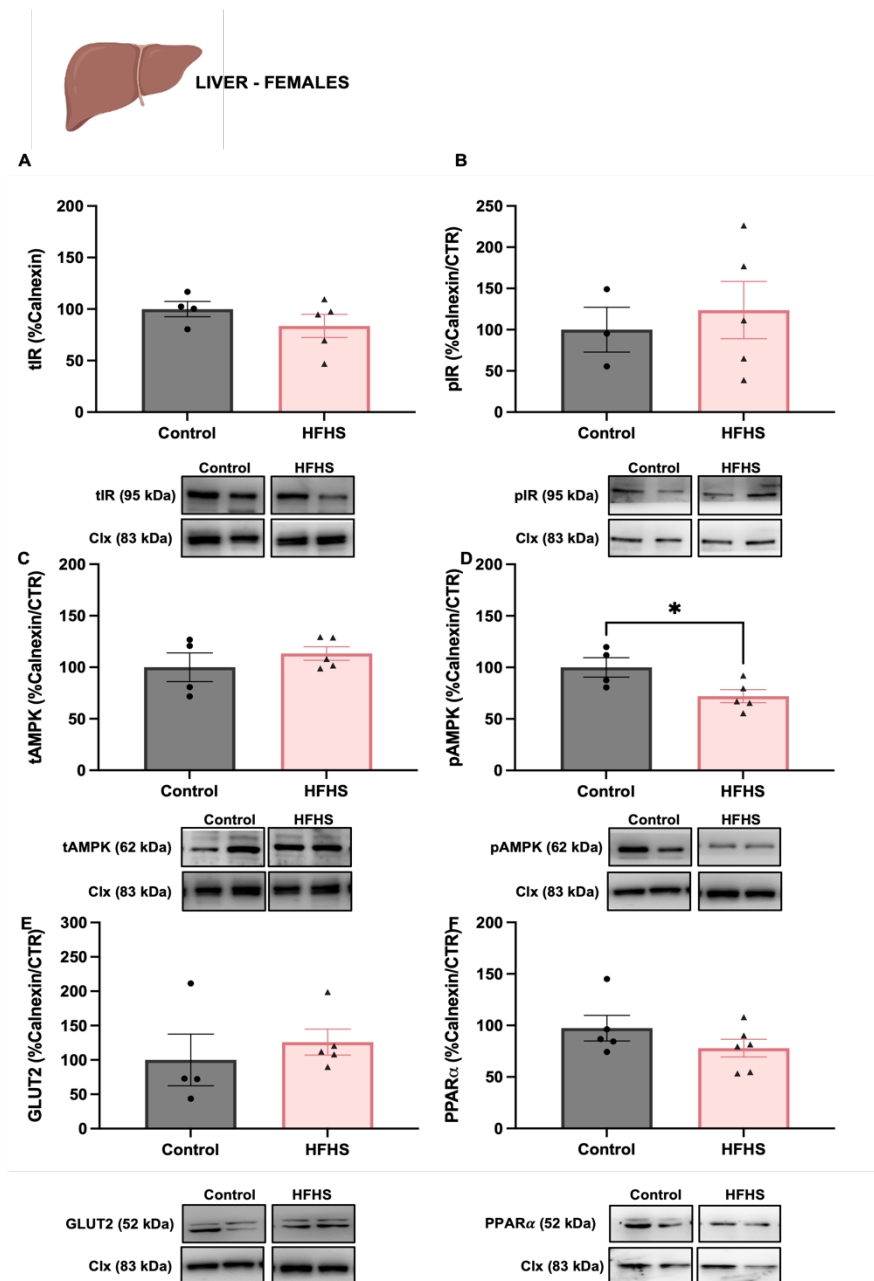 LIVER - FEMALES
A
B
tIR (%Calnexin)
200
150
100
50
0
Control
HFHS
pIR (%Calnexin/CTR)
250
200
150
100
50
0
Control
HFHS
Control
HFHS
tIR (95 kDa)
Clx (83 kDa)
Control
HFHS
pIR (95 kDa)
Clx (83 kDa)
C
D
tAMPK (%Calnexin/CTR)
200
150
100
50
0
Control
HFHS
pAMPK (%Calnexin/CTR)
200
150
100
50
0
*
Control
HFHS
Control
HFHS
tAMPK (62 kDa)
Clx (83 kDa)
Control
HFHS
pAMPK (62 kDa)
Clx (83 kDa)
E
F
GLUT2 (%Calnexin/CTR)
300
250
200
150
100
50
0
Control
HFHS
PPARα (%Calnexin/CTR)
200
150
100
50
0
Control
HFHS
Control
HFHS
GLUT2 (52 kDa)
Clx (83 kDa)
Control
HFHS
PPARα (52 kDa)
Clx (83 kDa)